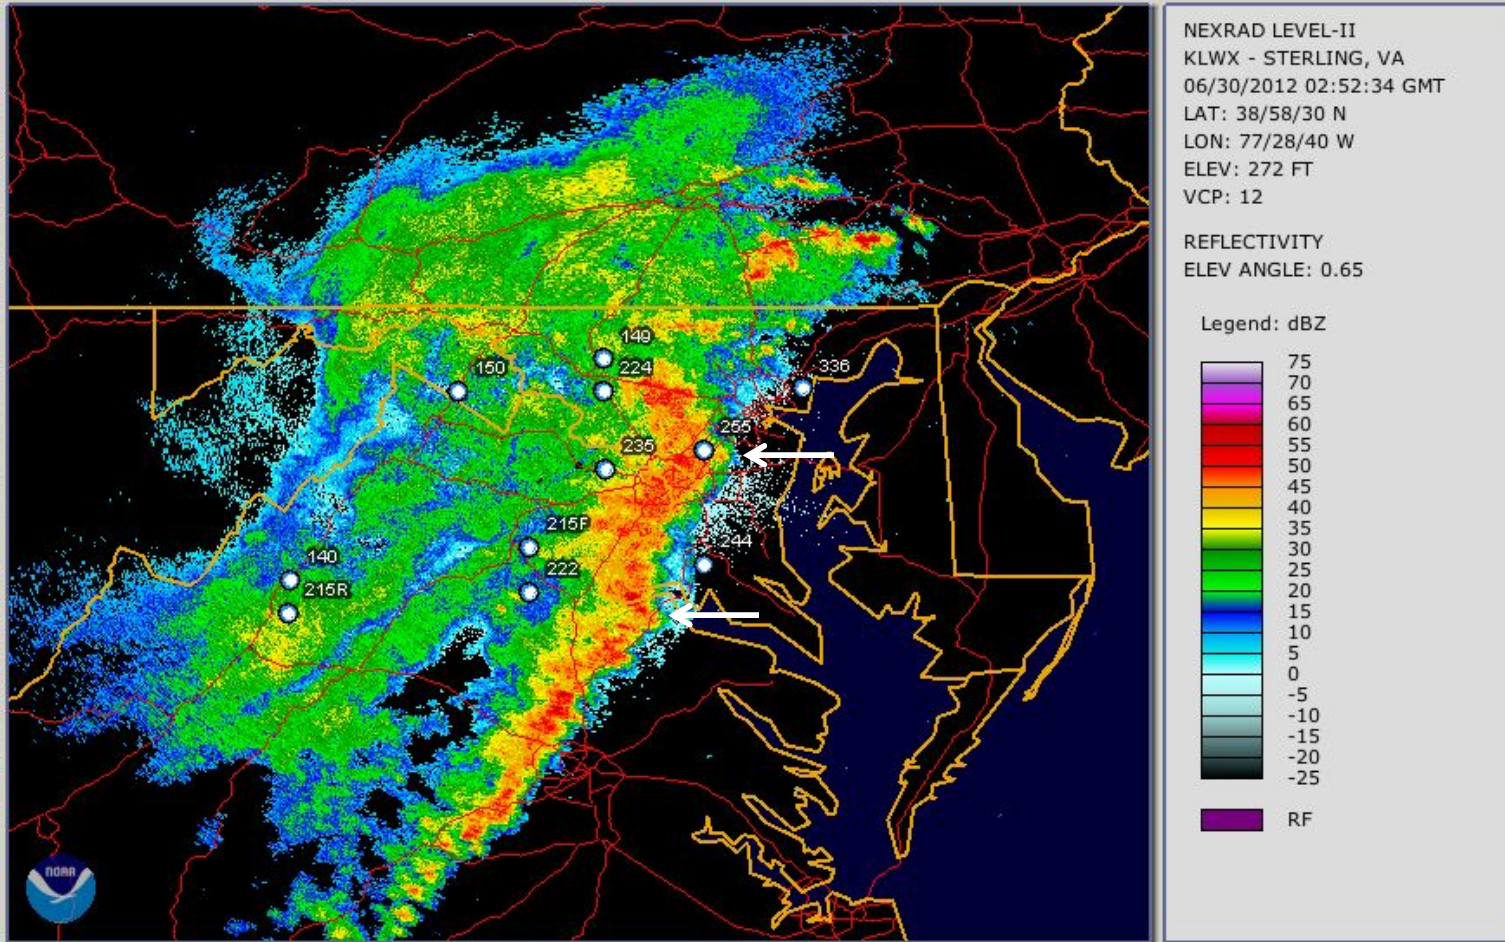 NEXRAD LEVEL-II
KLWX - STERLING, VA
06/30/2012 02:52:34 GMT
LAT: 38/58/30 N
LON: 77/28/40 W
ELEV: 272 FT
VCP: 12
REFLECTIVITY
ELEV ANGLE: 0.65
Legend: dBZ
75
70
65
60
55
50
45
40
35
30
25
20
15
10
5
0
-5
-10
-15
-20
-25
RF
149
224
150
336
255
235
215F
244
222
140
215R
NOAA